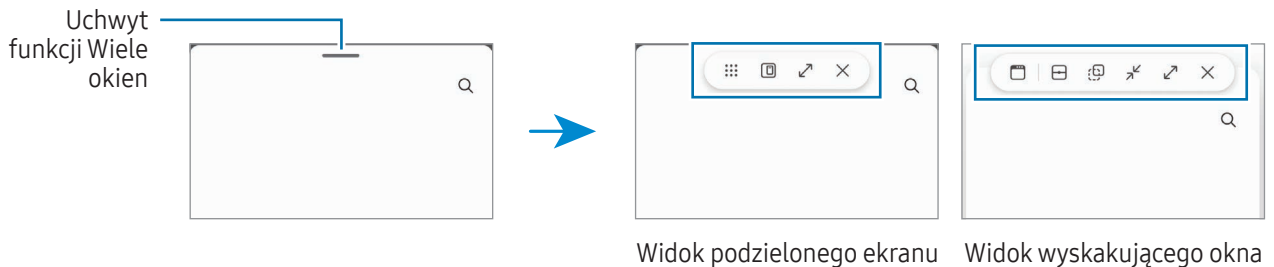 Uchwyt
funkcji Wiele
okien
Widok podzielonego ekranu
Widok wyskakującego okna